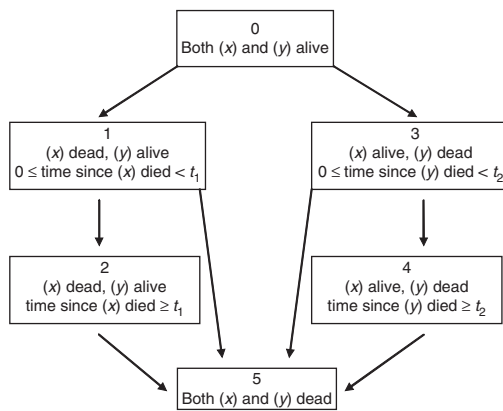 0
Both (x) and (y) alive
1
(x) dead, (y) alive
0 ≤ time since (x) died < t₁
3
(x) alive, (y) dead
0 ≤ time since (y) died < t₂
2
(x) dead, (y) alive
time since (x) died ≥ t₁
4
(x) alive, (y) dead
time since (y) died ≥ t₂
5
Both (x) and (y) dead